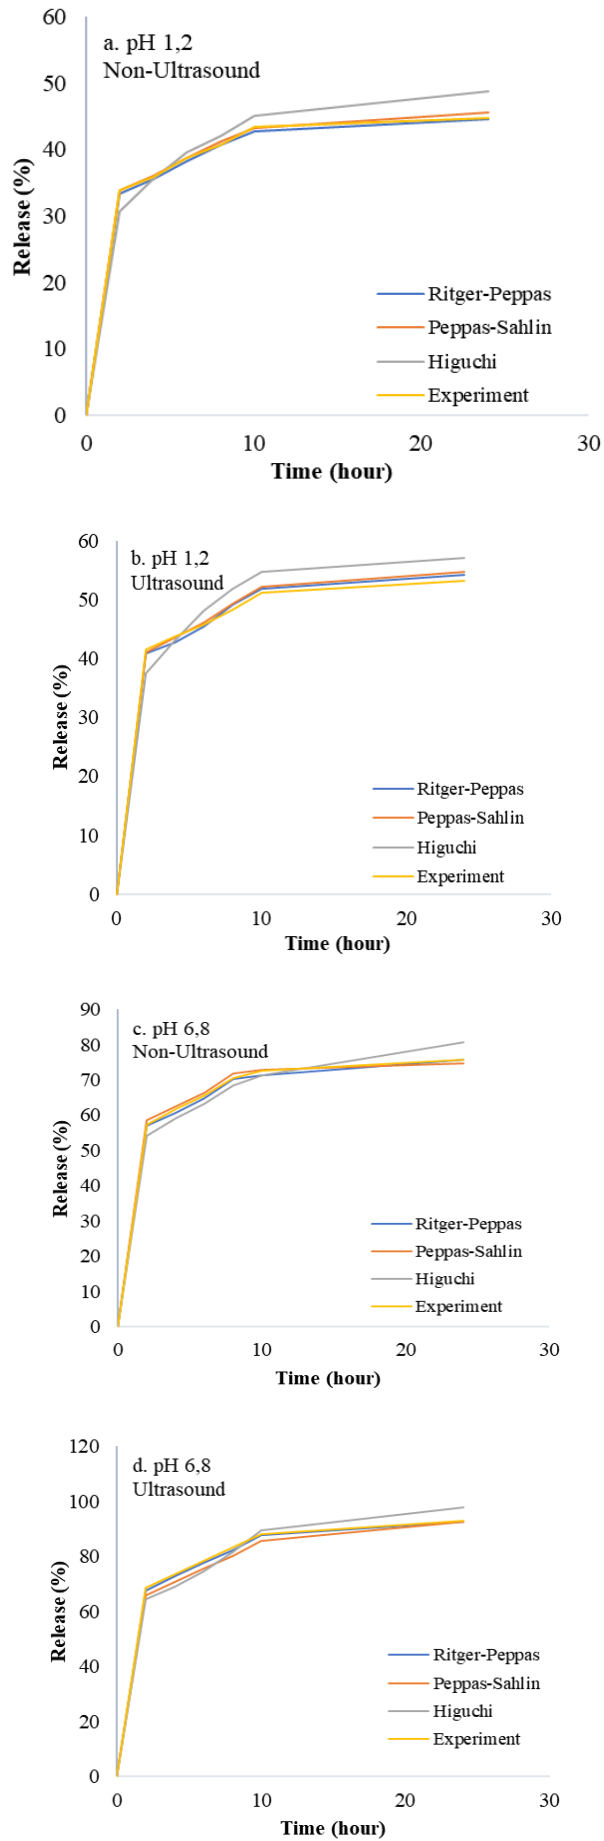 a. pH 1,2
Non-Ultrasound
60
50
40
30
20
10
0
Release (%)
Ritger-Peppas
Peppas-Sahlin
Higuchi
Experiment
0 10 20 30
Time (hour)
b. pH 1,2
Ultrasound
60
50
40
30
20
10
0
Release (%)
Ritger-Peppas
Peppas-Sahlin
Higuchi
Experiment
0 10 20 30
Time (hour)
c. pH 6,8
Non-Ultrasound
90
80
70
60
50
40
30
20
10
0
Release (%)
Ritger-Peppas
Peppas-Sahlin
Higuchi
Experiment
0 10 20 30
Time (hour)
d. pH 6,8
Ultrasound
120
100
80
60
40
20
0
Release (%)
Ritger-Peppas
Peppas-Sahlin
Higuchi
Experiment
0 10 20 30
Time (hour)